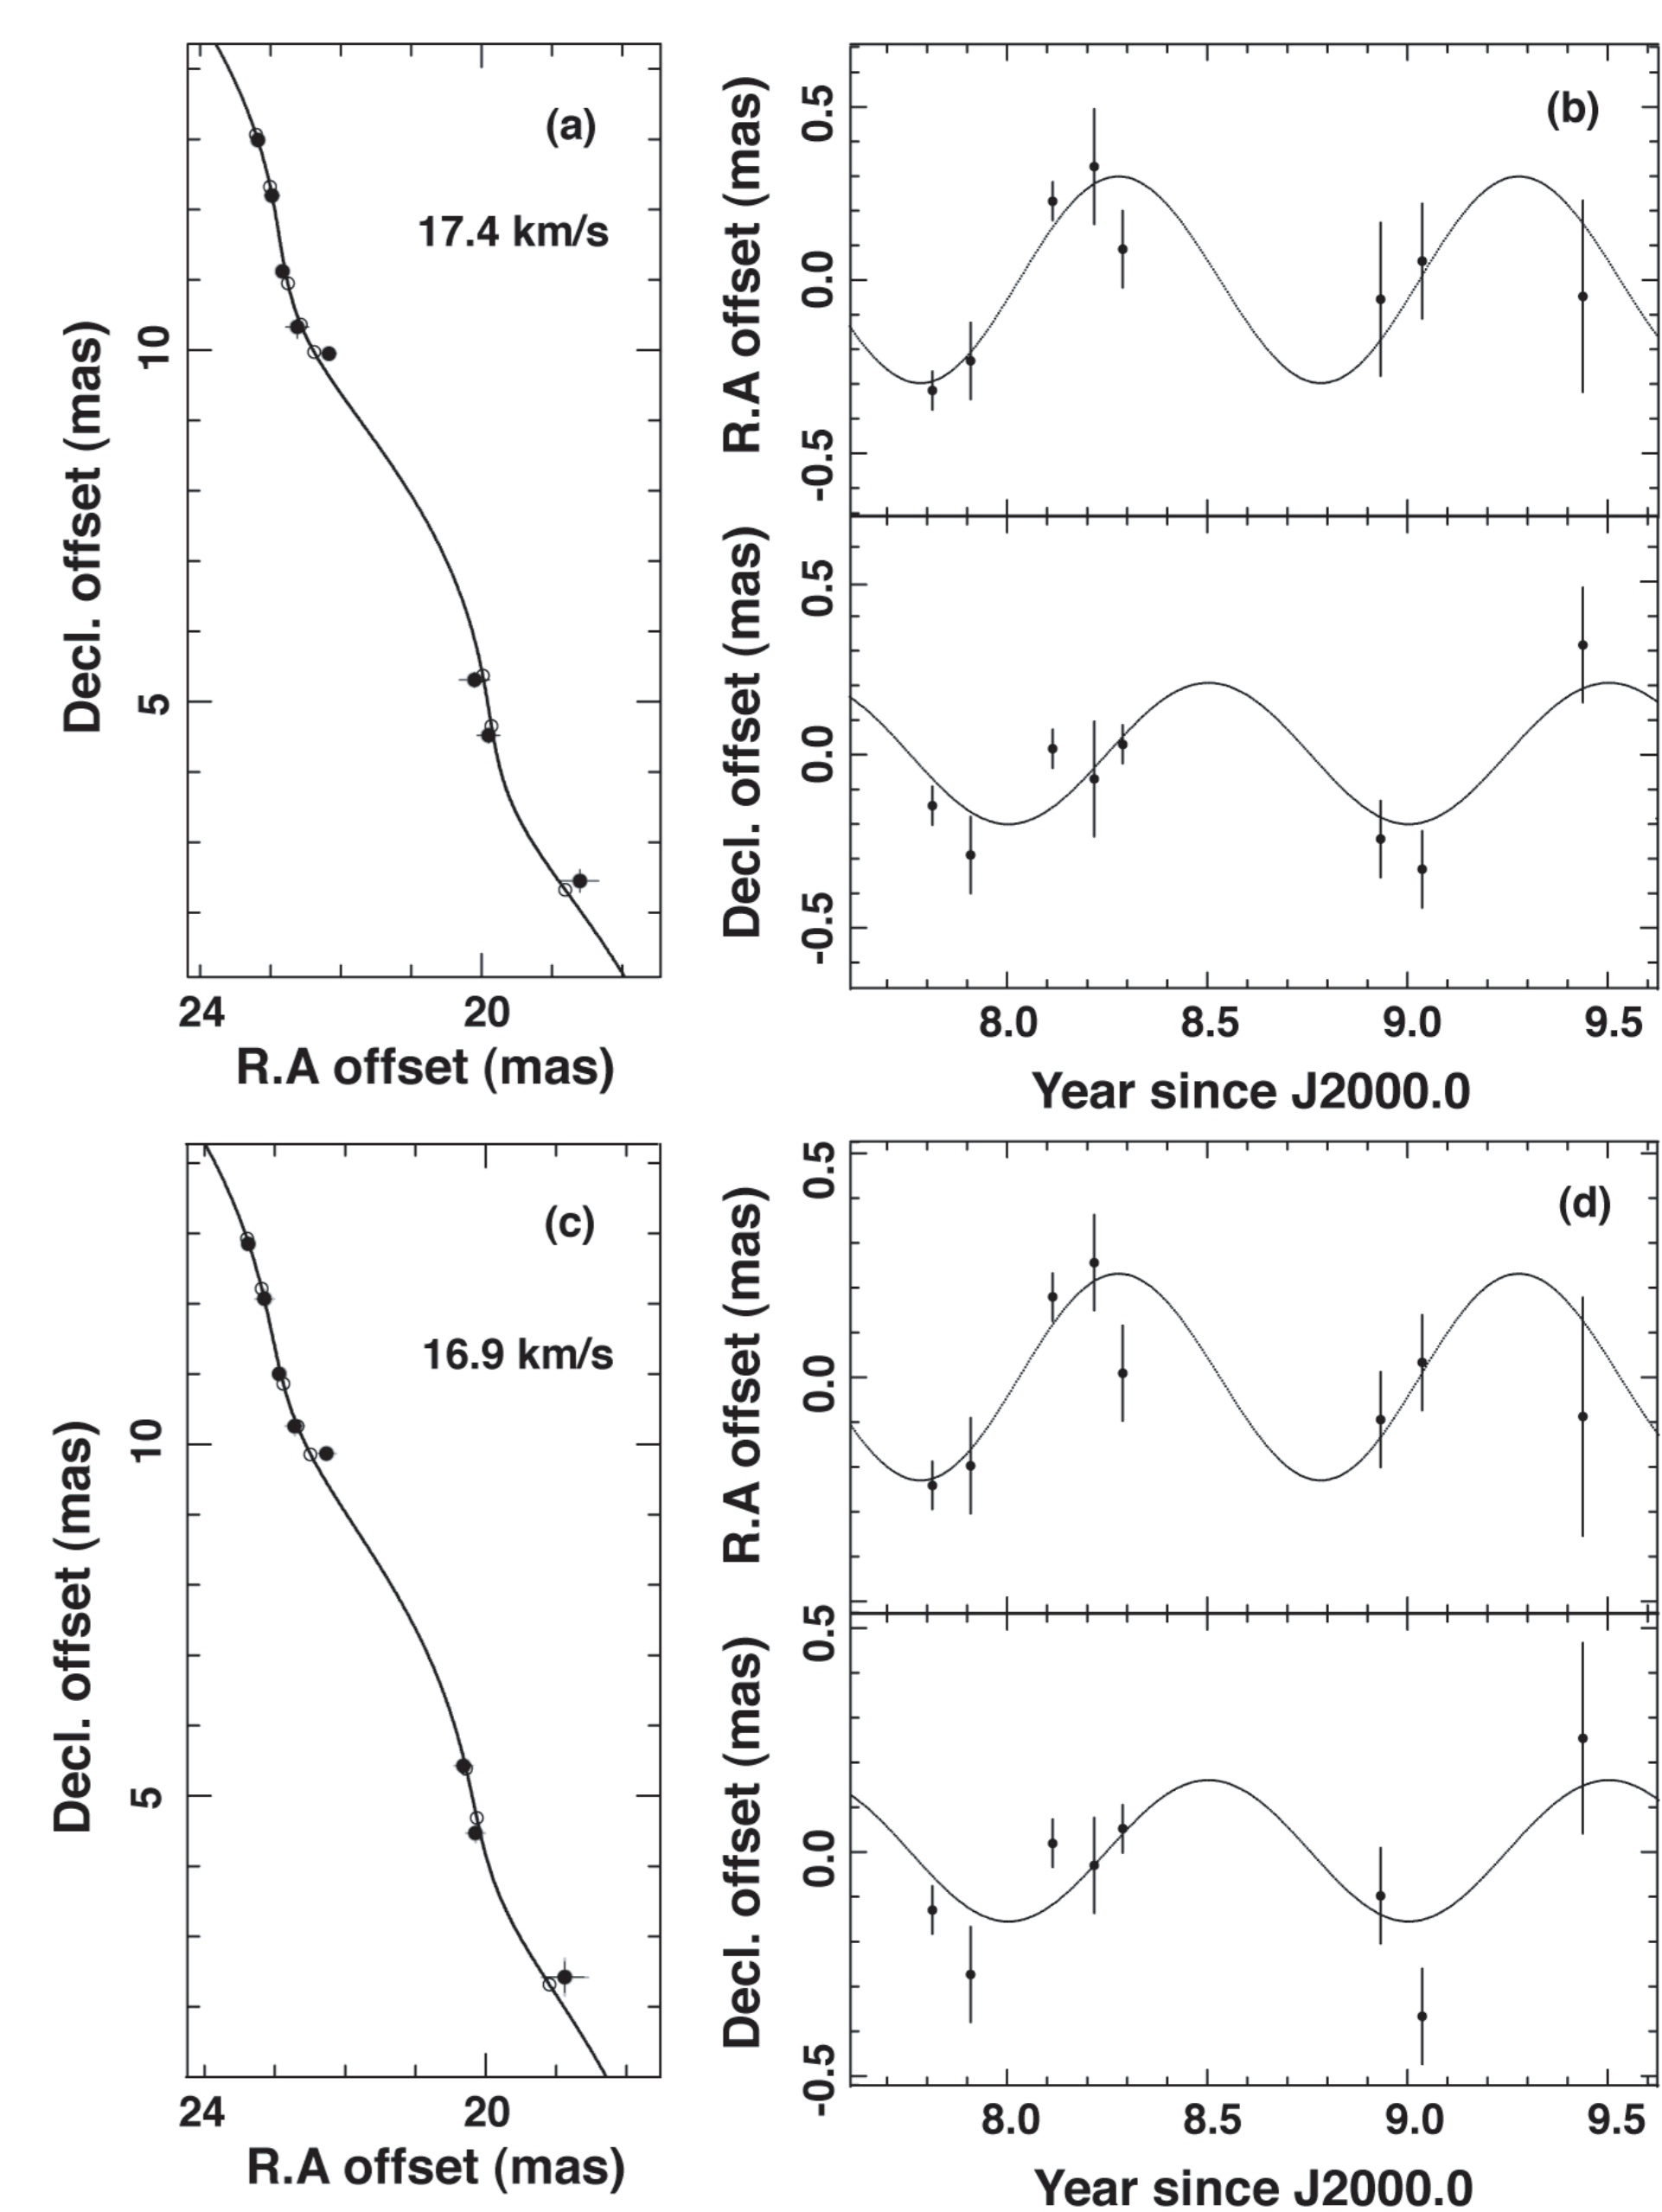 (a)
17.4 km/s
Decl. offset (mas)
10
5
24 20
R.A offset (mas)
(b)
R.A offset (mas)
0.5
0.0
-0.5
Decl. offset (mas)
0.5
0.0
-0.5
8.0 8.5 9.0 9.5
Year since J2000.0
(c)
16.9 km/s
Decl. offset (mas)
10
5
24 20
R.A offset (mas)
(d)
R.A offset (mas)
0.5
0.0
Decl. offset (mas)
0.5
0.0
-0.5
8.0 8.5 9.0 9.5
Year since J2000.0